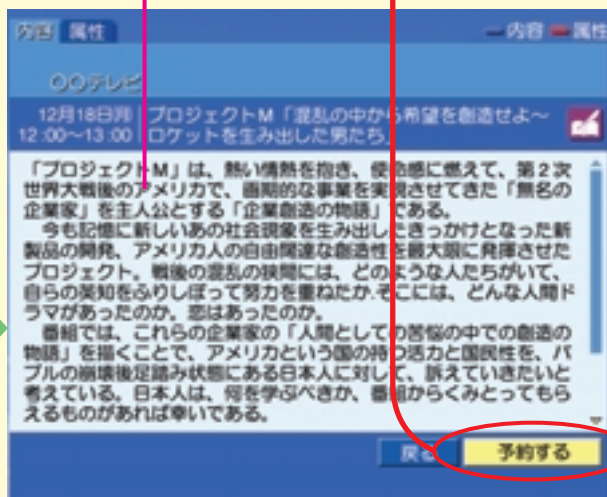 内容 属性 内容 属性
○○テレビ
12月18日月 プロジェクトM「混乱の中から希望を創造せよ〜
12:00〜13:00 ロケットを生み出した男たち」
「プロジェクトM」は、熱い情熱を抱き、使命感に燃えて、第2次
世界大戦後のアメリカで、画期的な事業を実現させてきた「無名の
企業家」を主人公とする「企業創造の物語」である。
今も記憶に新しいあの社会現象を生み出したきっかけとなった新
製品の開発、アメリカ人の自由闊達な創造性を最大限に発揮させた
プロジェクト。戦後の混乱の狭間には、どのような人たちがいて、
自らの英知をふりしぼって努力を重ねたか.そこには、どんな人間ド
ラマがあったのか。恋はあったのか。
番組では、これらの企業家の「人間としての苦悩の中での創造の
物語」を描くことで、アメリカという国の持つ活力と国民性を、バ
ブルの崩壊後足踏み状態にある日本人に対して、訴えていきたいと
考えている。日本人は、何を学ぶべきか、番組からくみとってもら
えるものがあれば幸いである。
戻る 予約する